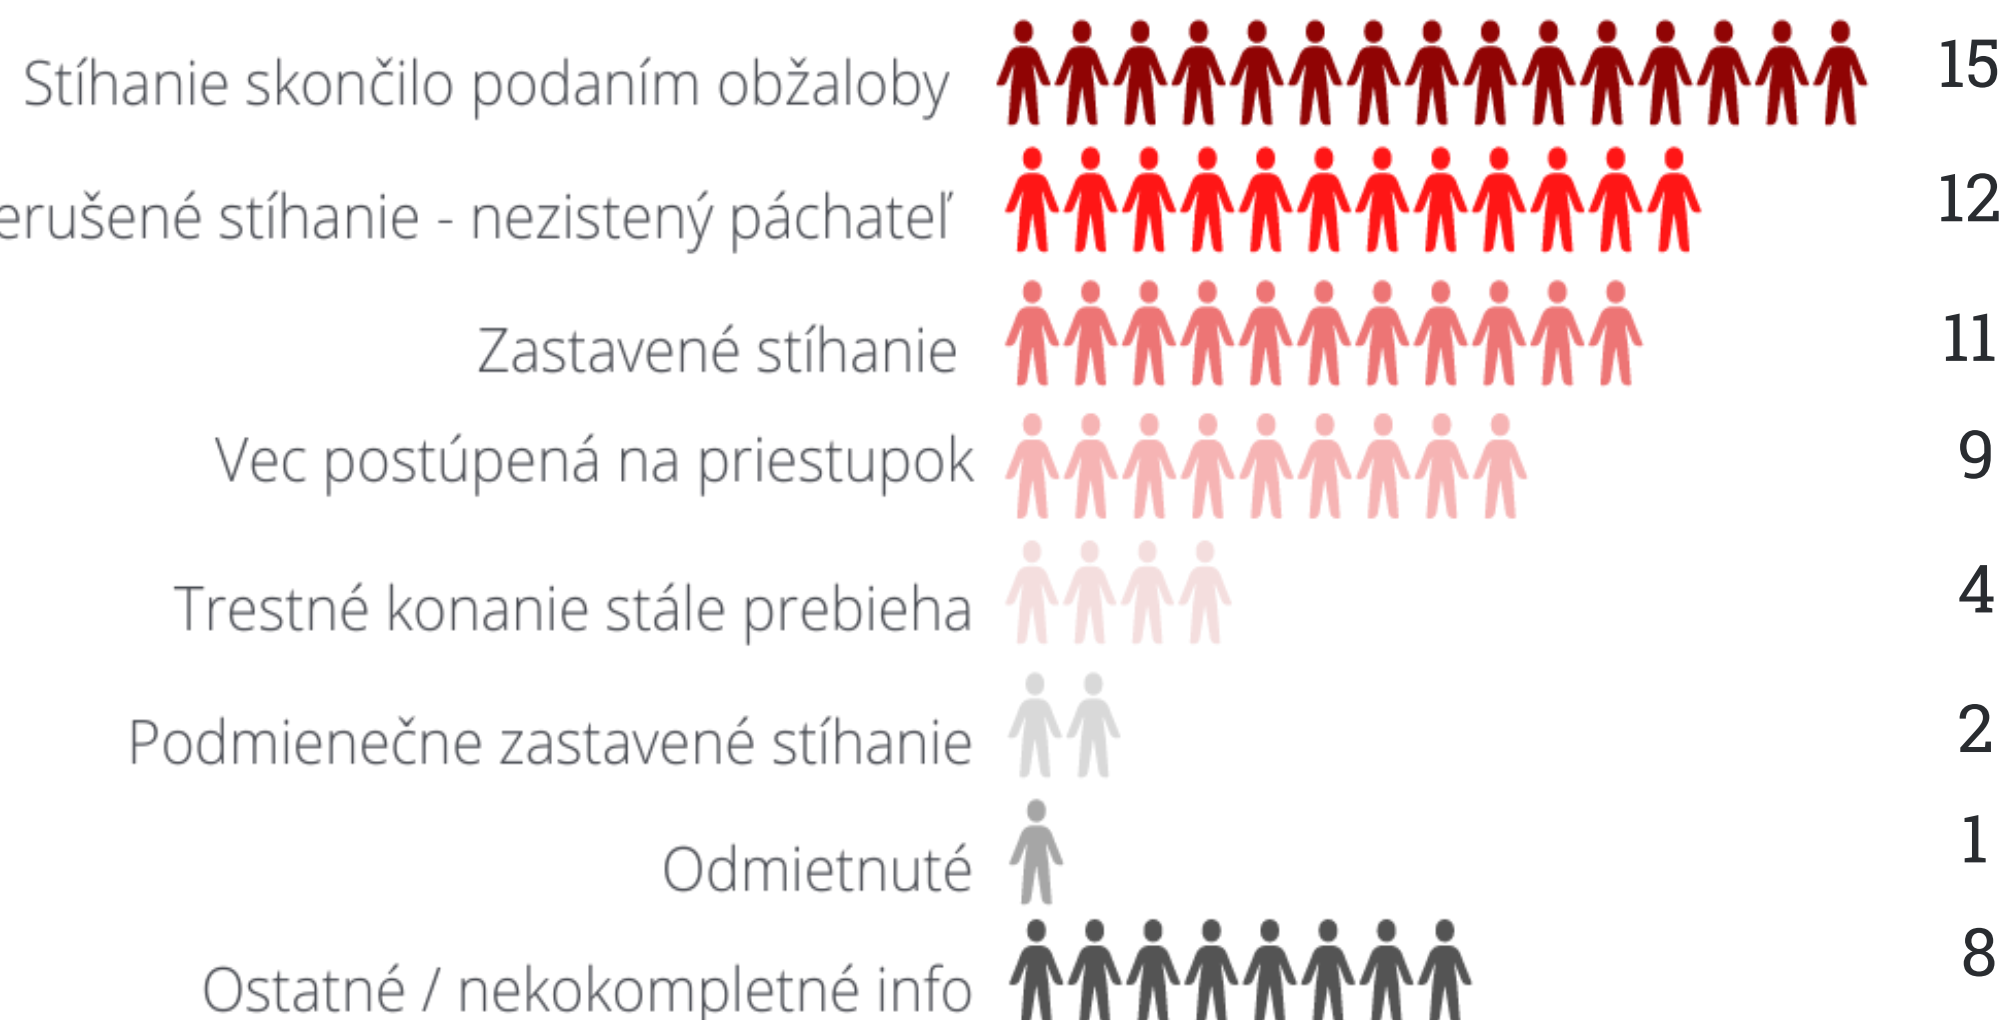 Stíhanie skončilo podaním obžaloby 15
erušené stíhanie - nezistený páchateľ 12
Zastavené stíhanie 11
Vec postúpená na priestupok 9
Trestné konanie stále prebieha 4
Podmienečne zastavené stíhanie 2
Odmietnuté 1
Ostatné / nekokompletné info 8